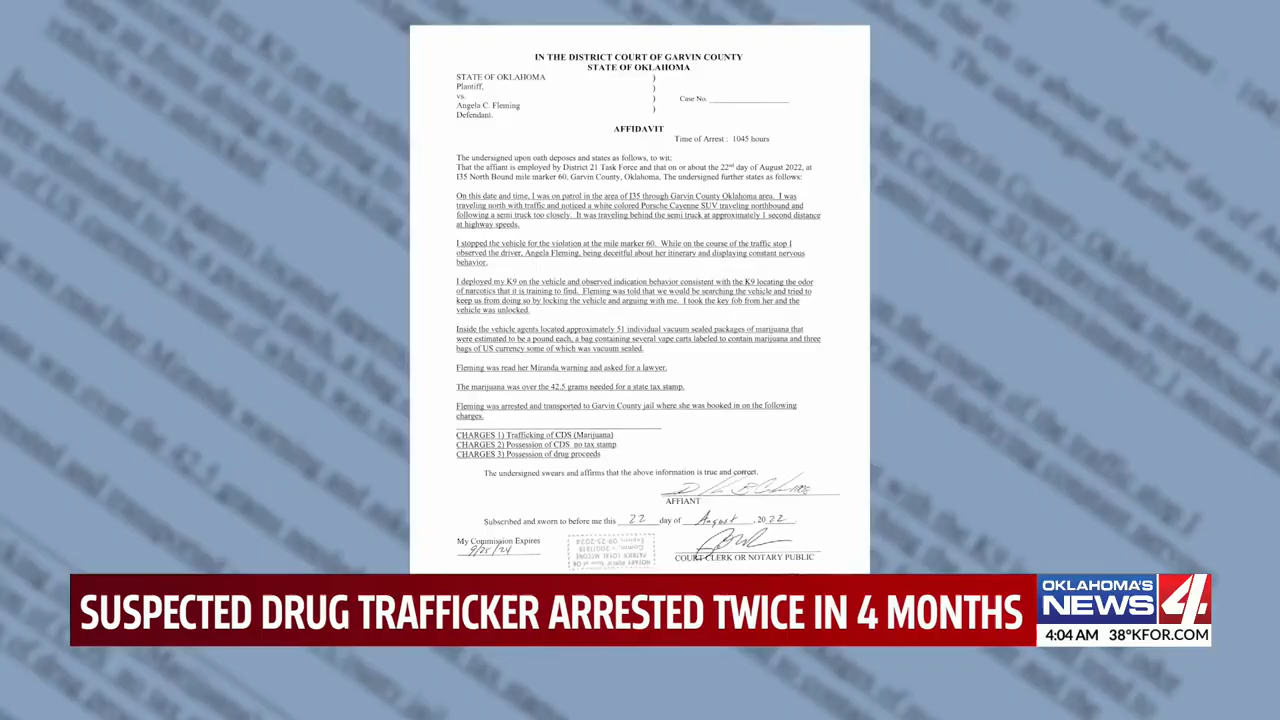 IN THE DISTRICT COURT OF GARVIN COUNTY
STATE OF OKLAHOMA
STATE OF OKLAHOMA )
Plantiff, )
vs. ) Case No.
Angela C. Fleming )
Defendant.
AFFIDAVIT
Time of Arrest : 1045 hours
The undersigned upon oath deposes and states as follows, to wit:
That the affiant is employed by District 21 Task Force and that on or about the 22nd day of August 2022, at
I35 North Bound mile marker 60, Garvin County, Oklahoma, The undersigned further states as follows:
On this date and time, I was on patrol in the area of I35 through Garvin County Oklahoma area. I was
traveling north with traffic and noticed a white colored Porsche Cayenne SUV traveling northbound and
following a semi truck too closely. It was traveling behind the semi truck at approximately 1 second distance
at highway speeds.
I stopped the vehicle for the violation at the mile marker 60. While on the course of the traffic stop I
observed the driver, Angela Fleming, being deceitful about her itinerary and displaying constant nervous
behavior.
I deployed my K9 on the vehicle and observed indication behavior consistent with the K9 locating the odor
of narcotics that it is training to find. Fleming was told that we would be searching the vehicle and tried to
keep us from doing so by locking the vehicle and arguing with me. I took the key fob from her and the
vehicle was unlocked.
Inside the vehicle agents located approximately 51 individual vacuum sealed packages of marijuana that
were estimated to be a pound each, a bag containing several vape carts labeled to contain marijuana and three
bags of US currency some of which was vacuum sealed.
Fleming was read her Miranda warning and asked for a lawyer.
The marijuana was over the 42.5 grams needed for a state tax stamp.
Fleming was arrested and transported to Garvin County jail where she was booked in on the following
charges.
CHARGES 1) Trafficking of CDS (Marijuana)
CHARGES 2) Possession of CDS no tax stamp
CHARGES 3) Possession of drug proceeds
The undersigned swears and affirms that the above information is true and correct.
AFFIANT
Subscribed and sworn to before me this 22 day of August, 2022.
My Commission Expires
9/25/24
COURT CLERK OR NOTARY PUBLIC
SUSPECTED DRUG TRAFFICKER ARRESTED TWICE IN 4 MONTHS
OKLAHOMA'S
NEWS 4
4:04 AM 38° KFOR.COM